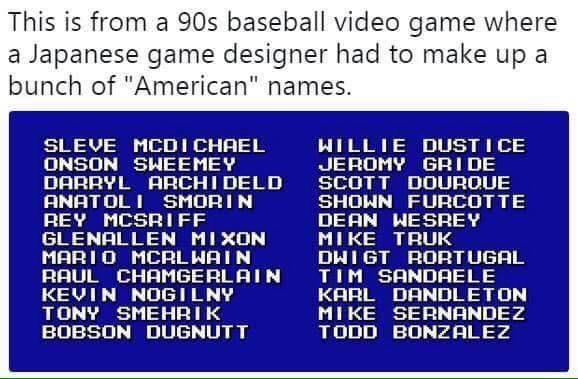 This is from a 90s baseball video game where
a Japanese game designer had to make up a
bunch of "American" names.
SLEVE MCDICHAEL
ONSON SWEEMEY
DARRYL ARCHIDELD
ANATOLI SMORIN
REY MCSRIFF
GLENALLEN MIXON
MARIO MCRLWAIN
RAUL CHAMGERLAIN
KEVIN NOGILNY
TONY SMEHRIK
BOBSON DUGNUTT
WILLIE DUSTICE
JEROMY GRIDE
SCOTT DOURQUE
SHOWN FURCOTTE
DEAN WESREY
MIKE TRUK
DWIGT RORTUGAL
TIM SANDAELE
KARL DANDLETON
MIKE SERNANDEZ
TODD BONZALEZ